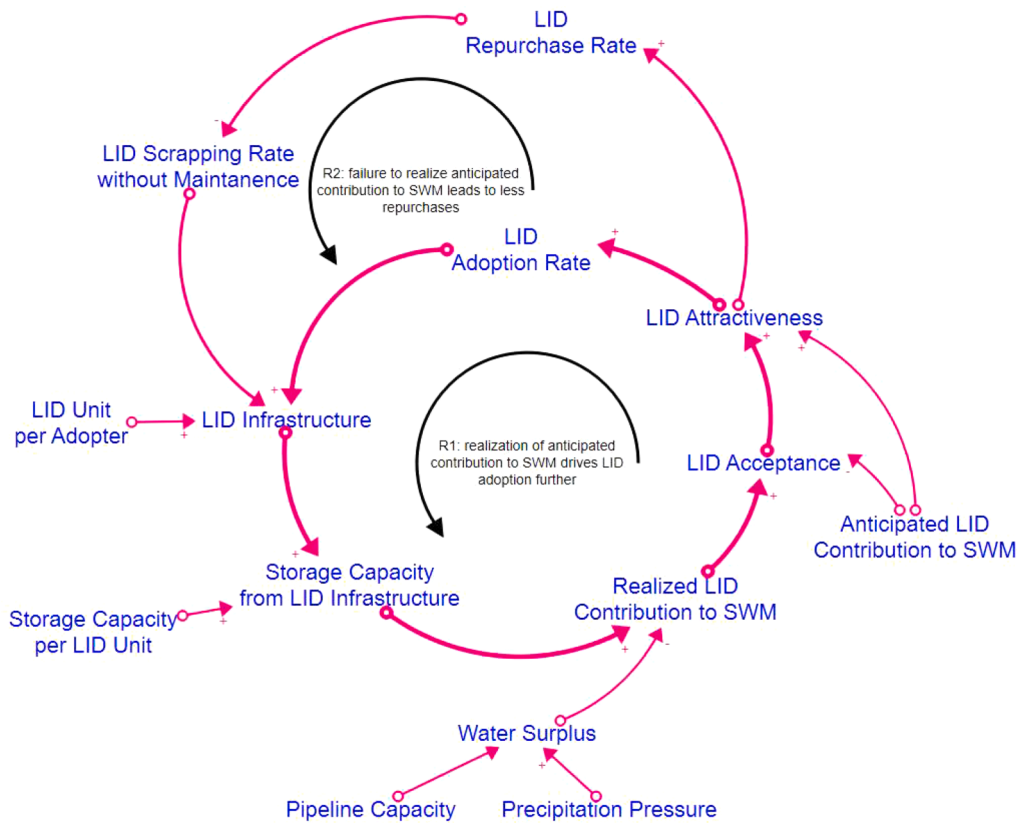 LID
Repurchase Rate
+
-
LID Scrapping Rate
without Maintanence
R2: failure to realize anticipated
contribution to SWM leads to less
repurchases
+
LID
Adoption Rate
LID Attractiveness
+
+
+
LID Unit
per Adopter
+
LID Infrastructure
R1: realization of anticipated
contribution to SWM drives LID
adoption further
LID Acceptance
-
+
Anticipated LID
Contribution to SWM
+
Storage Capacity
from LID Infrastructure
Realized LID
Contribution to SWM
Storage Capacity
per LID Unit
+
+
-
Water Surplus
+
Pipeline Capacity
Precipitation Pressure